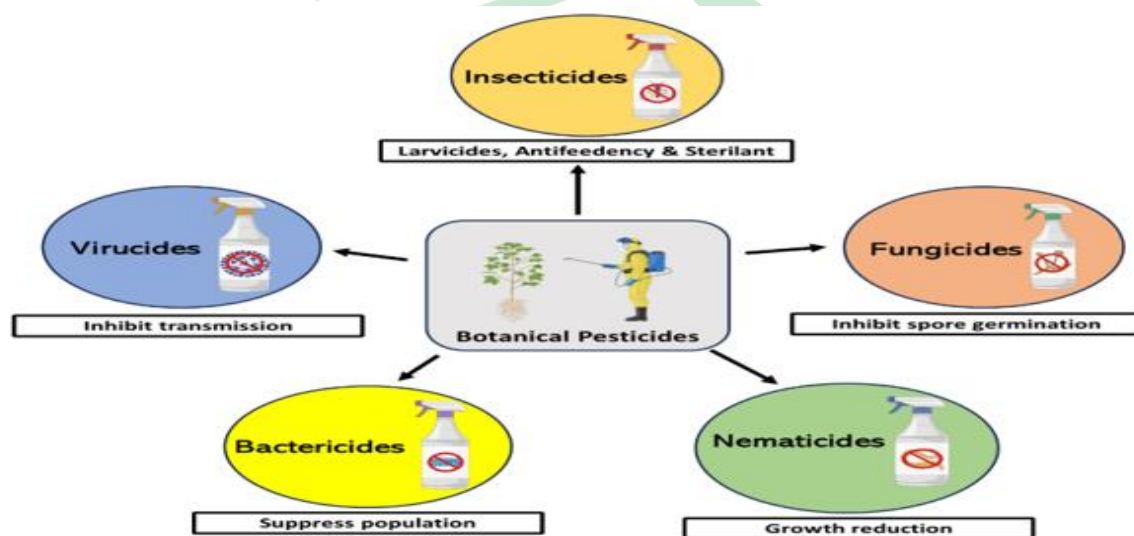 Insecticides
Larvicides, Antifeedency & Sterilant
Virucides
Inhibit transmission
Fungicides
Inhibit spore germination
Botanical Pesticides
Bactericides
Suppress population
Nematicides
Growth reduction